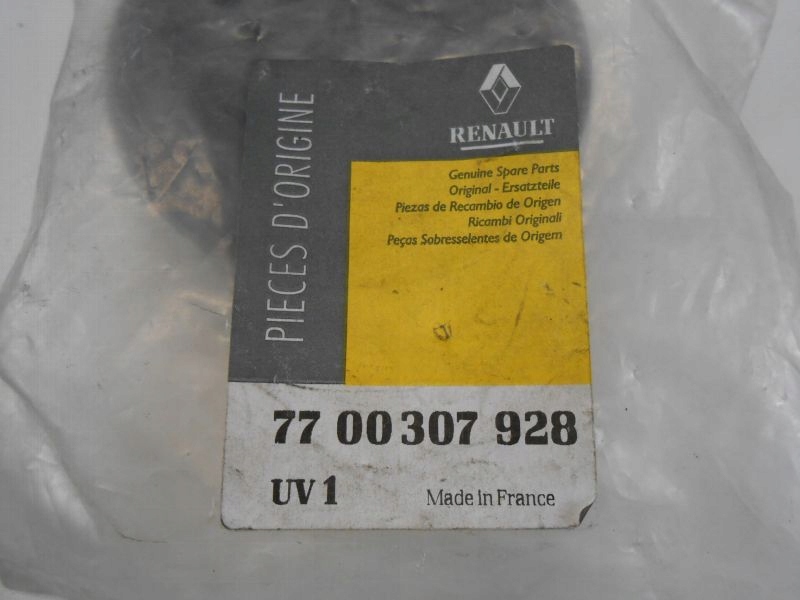 PIECES D'ORIGINE
RENAULT
Genuine Spare Parts
Original - Ersatzteile
Piezas de Recambio de Origen
Ricambi Originali
Peças Sobresselentes de Origem
77 00 307 928
UV 1
Made in France